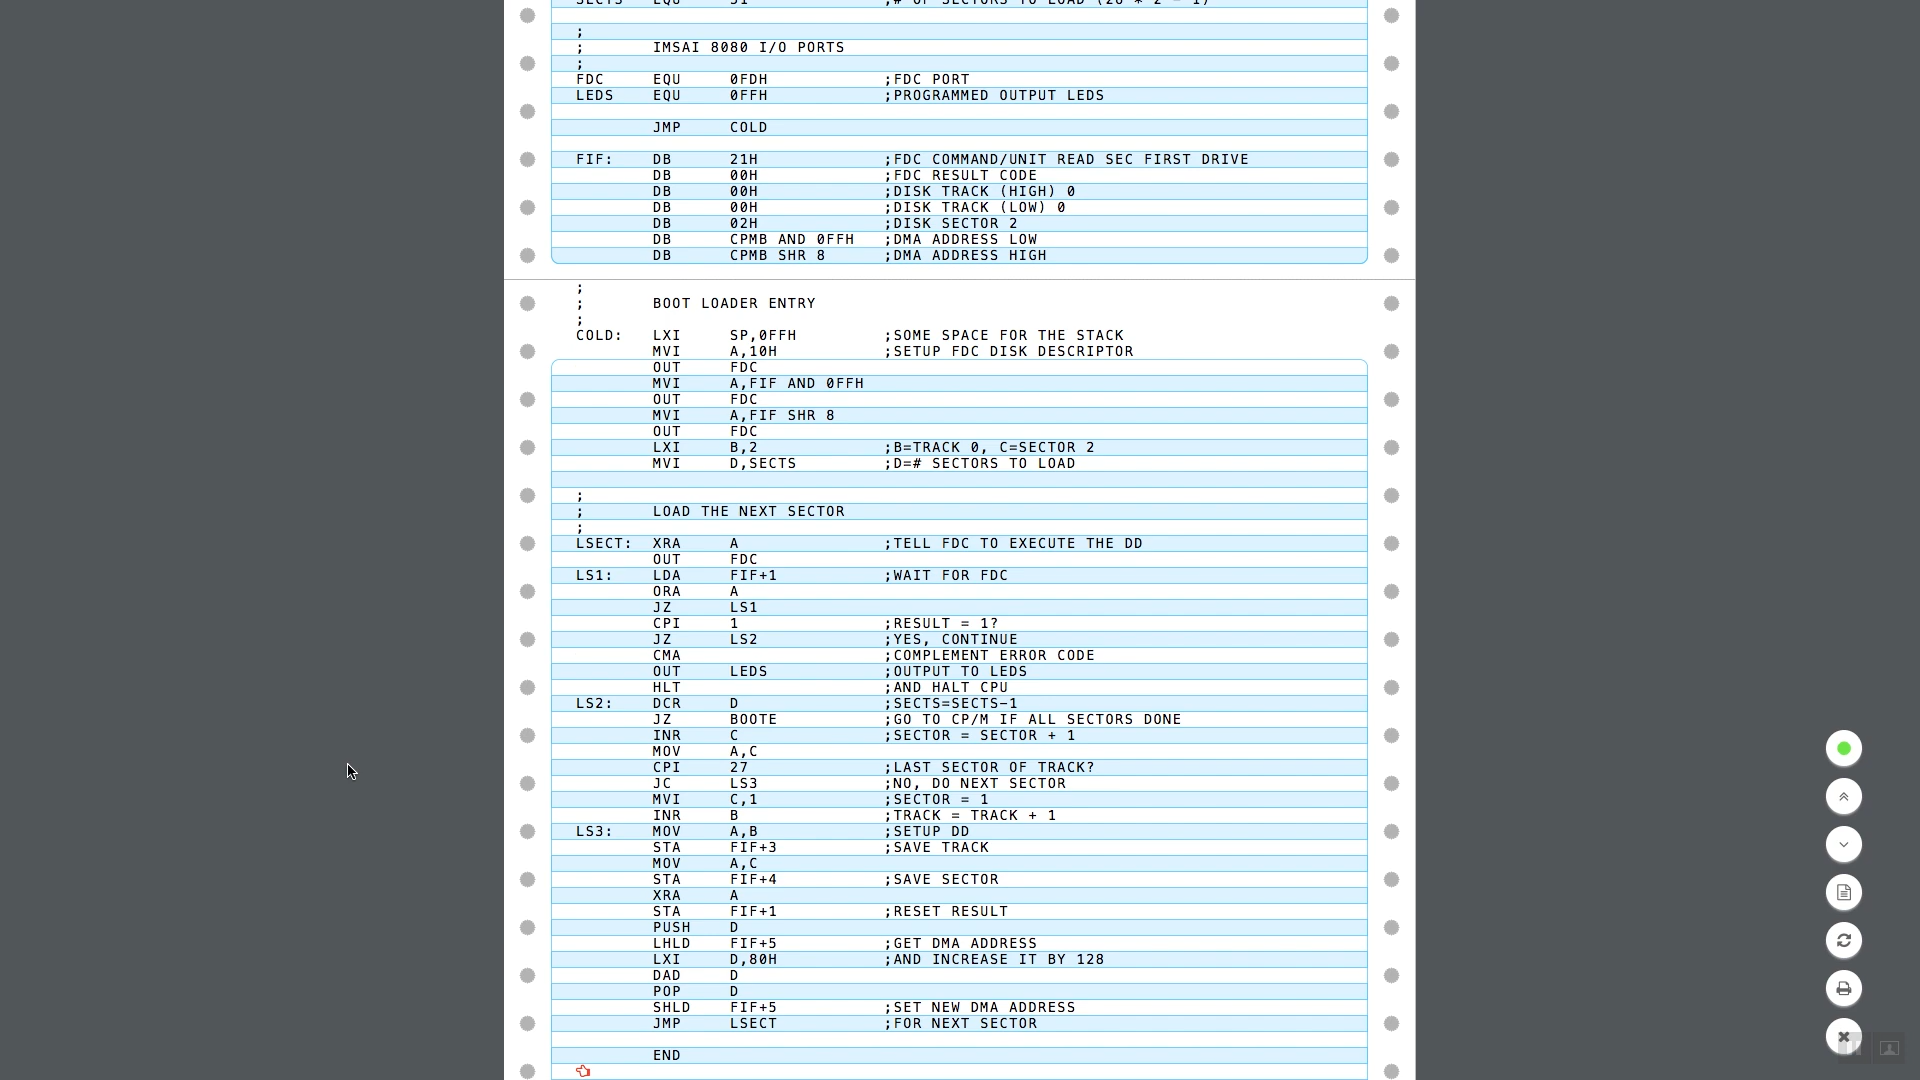 SECTS EQU 51 ;# OF SECTORS TO LOAD (26 * 2 - 1)
;
; IMSAI 8080 I/O PORTS
;
FDC EQU 0FDH ;FDC PORT
LEDS EQU 0FFH ;PROGRAMMED OUTPUT LEDS
JMP COLD
FIF: DB 21H ;FDC COMMAND/UNIT READ SEC FIRST DRIVE
DB 00H ;FDC RESULT CODE
DB 00H ;DISK TRACK (HIGH) 0
DB 00H ;DISK TRACK (LOW) 0
DB 02H ;DISK SECTOR 2
DB CPMB AND 0FFH ;DMA ADDRESS LOW
DB CPMB SHR 8 ;DMA ADDRESS HIGH
;
; BOOT LOADER ENTRY
;
COLD: LXI SP,0FFH ;SOME SPACE FOR THE STACK
MVI A,10H ;SETUP FDC DISK DESCRIPTOR
OUT FDC
MVI A,FIF AND 0FFH
OUT FDC
MVI A,FIF SHR 8
OUT FDC
LXI B,2 ;B=TRACK 0, C=SECTOR 2
MVI D,SECTS ;D=# SECTORS TO LOAD
;
; LOAD THE NEXT SECTOR
;
LSECT: XRA A ;TELL FDC TO EXECUTE THE DD
OUT FDC
LS1: LDA FIF+1 ;WAIT FOR FDC
ORA A
JZ LS1
CPI 1 ;RESULT = 1?
JZ LS2 ;YES, CONTINUE
CMA ;COMPLEMENT ERROR CODE
OUT LEDS ;OUTPUT TO LEDS
HLT ;AND HALT CPU
LS2: DCR D ;SECTS=SECTS-1
JZ BOOTE ;GO TO CP/M IF ALL SECTORS DONE
INR C ;SECTOR = SECTOR + 1
MOV A,C
CPI 27 ;LAST SECTOR OF TRACK?
JC LS3 ;NO, DO NEXT SECTOR
MVI C,1 ;SECTOR = 1
INR B ;TRACK = TRACK + 1
LS3: MOV A,B ;SETUP DD
STA FIF+3 ;SAVE TRACK
MOV A,C
STA FIF+4 ;SAVE SECTOR
XRA A
STA FIF+1 ;RESET RESULT
PUSH D
LHLD FIF+5 ;GET DMA ADDRESS
LXI D,80H ;AND INCREASE IT BY 128
DAD D
POP D
SHLD FIF+5 ;SET NEW DMA ADDRESS
JMP LSECT ;FOR NEXT SECTOR
END